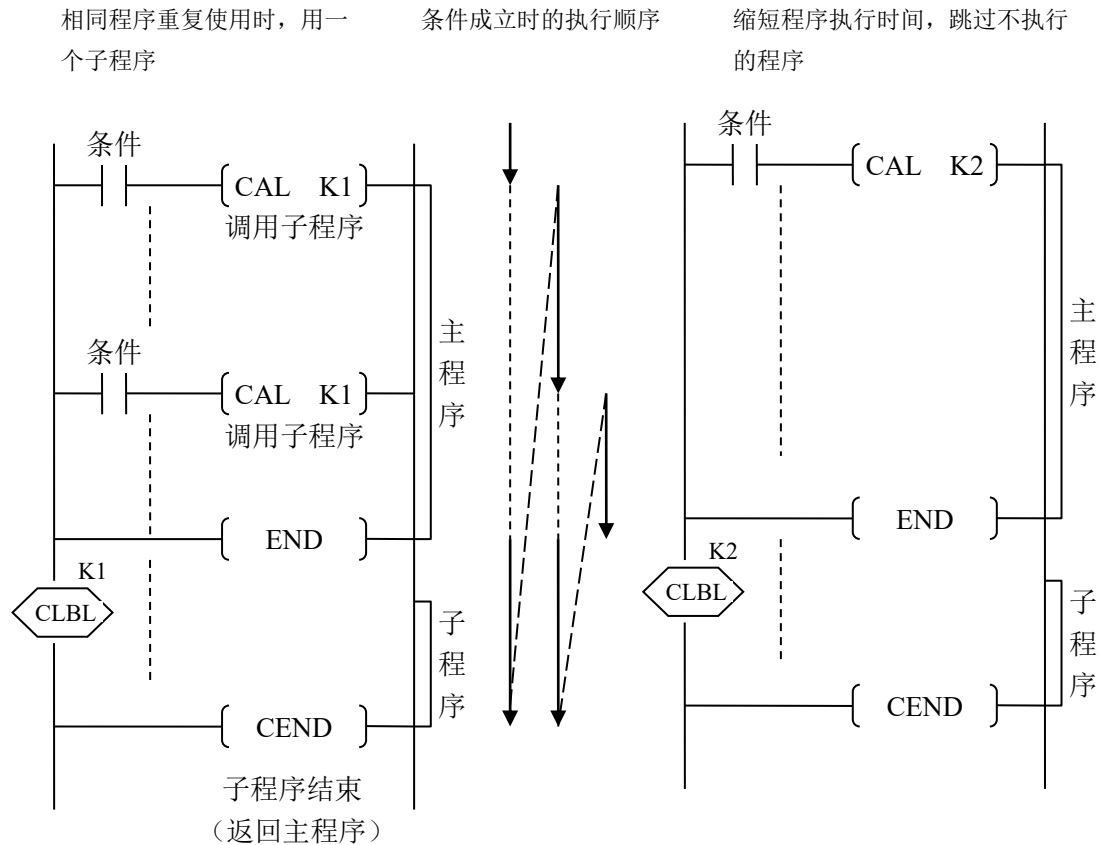 相同程序重复使用时，用一
个子程序
条件成立时的执行顺序
缩短程序执行时间，跳过不执行
的程序
条件
CAL K1
调用子程序
条件
CAL K1
调用子程序
主程序
END
K1
CLBL
子程序
CEND
子程序结束
（返回主程序）
条件
CAL K2
主程序
END
K2
CLBL
子程序
CEND